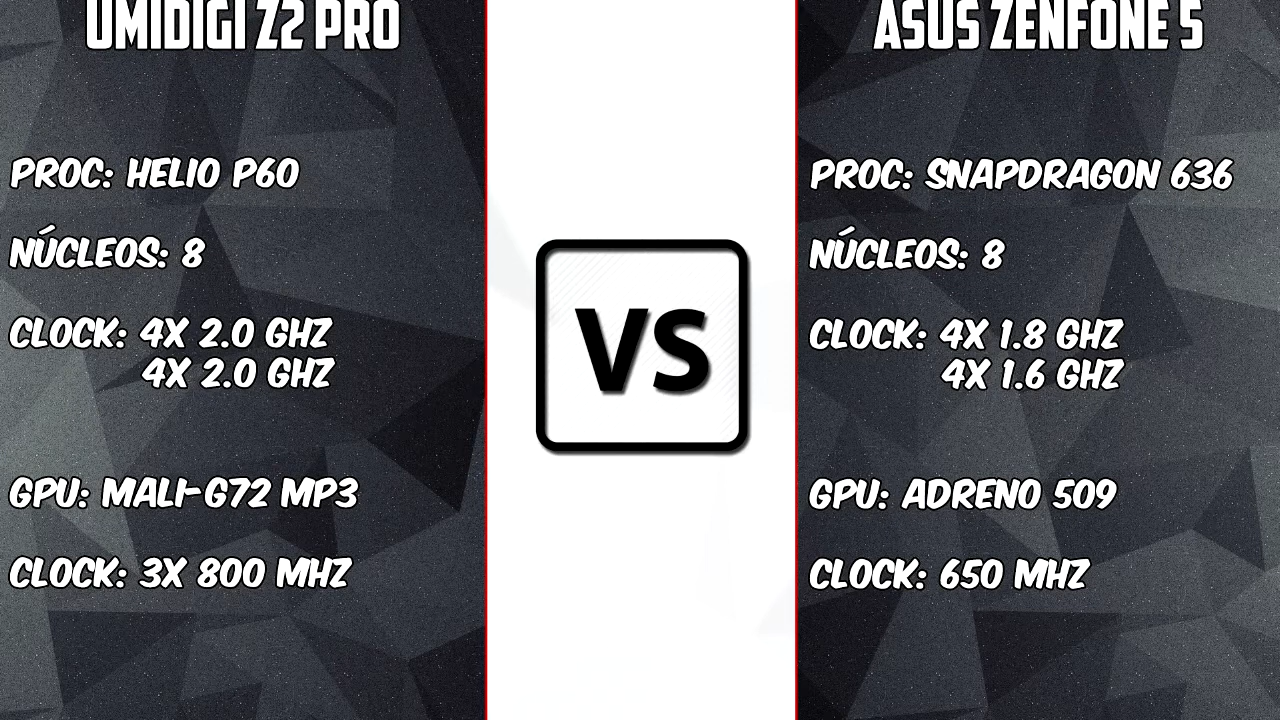 UMIDIGI Z2 PRO
PROC: HELIO P60
NÚCLEOS: 8
CLOCK: 4X 2.0 GHZ
4X 2.0 GHZ
GPU: MALI-G72 MP3
CLOCK: 3X 800 MHZ
VS
ASUS ZENFONE 5
PROC: SNAPDRAGON 636
NÚCLEOS: 8
CLOCK: 4X 1.8 GHZ
4X 1.6 GHZ
GPU: ADRENO 509
CLOCK: 650 MHZ